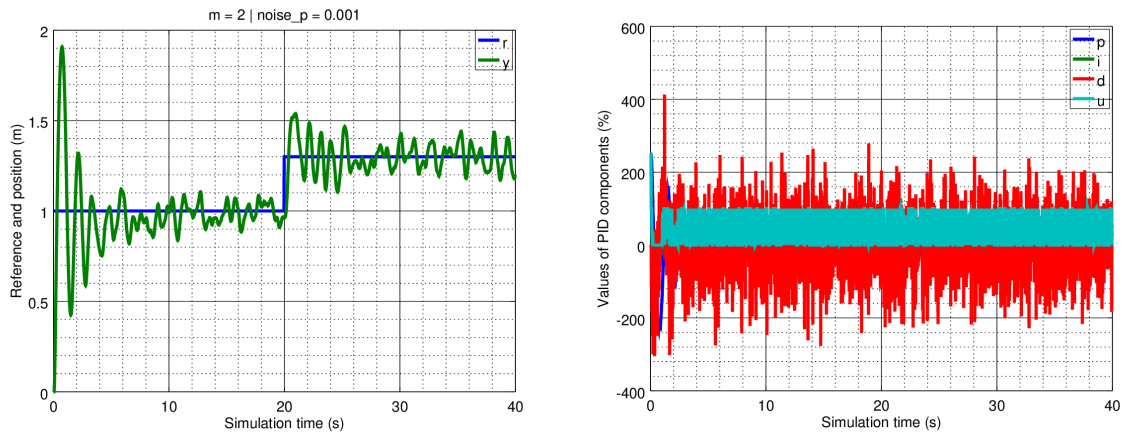 m = 2 | noise_p = 0.001
Reference and position (m)
2
1.5
1
0.5
0
0
10
20
30
40
Simulation time (s)
r
y
Values of PID components (%)
600
400
200
0
-200
-400
0
10
20
30
40
Simulation time (s)
p
i
d
u